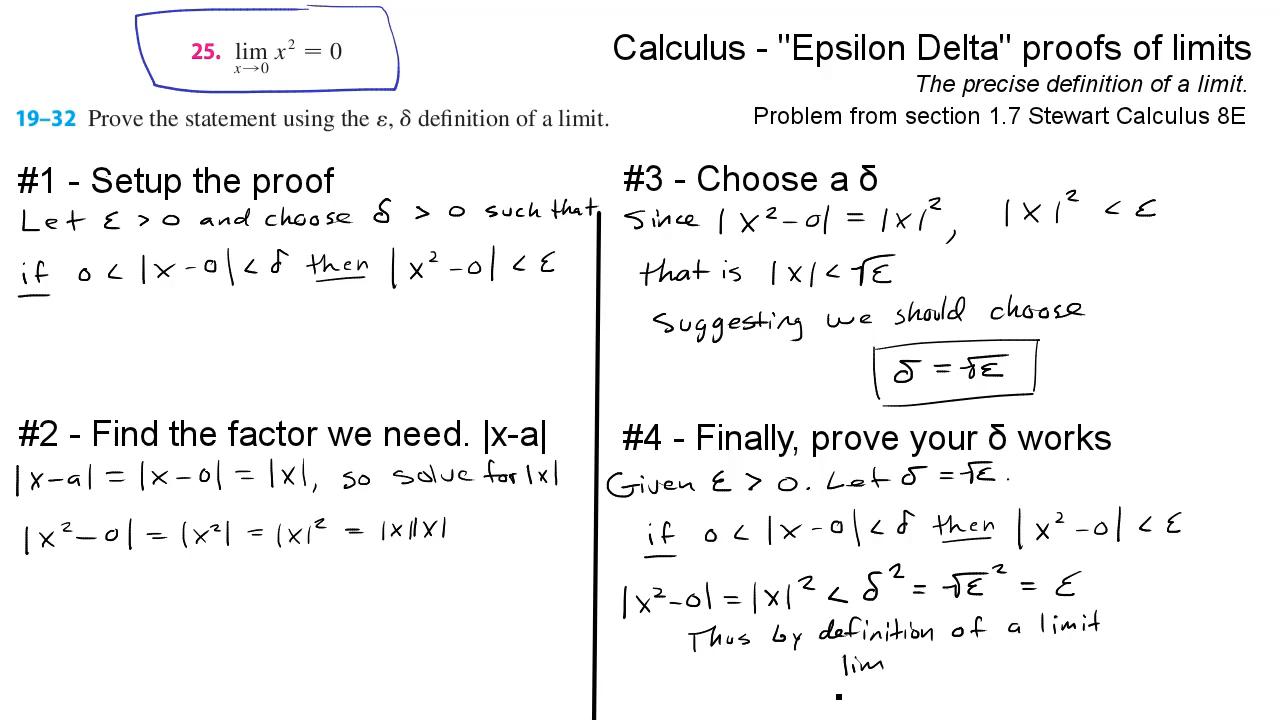 25. lim x→0 x² = 0
Calculus - "Epsilon Delta" proofs of limits
The precise definition of a limit.
19–32 Prove the statement using the ε, δ definition of a limit.
Problem from section 1.7 Stewart Calculus 8E
#1 - Setup the proof
Let ε > 0 and choose δ > 0 such that
if 0 < |x - 0| < δ then |x² - 0| < ε
#2 - Find the factor we need. |x-a|
|x-a| = |x-0| = |x|, so solve for |x|
|x² - 0| = |x²| = |x|² = |x||x|
#3 - Choose a δ
Since |x² - 0| = |x|², |x|² < ε
that is |x| < √ε
Suggesting we should choose
δ = √ε
#4 - Finally, prove your δ works
Given ε > 0. Let δ = √ε.
if 0 < |x - 0| < δ then |x² - 0| < ε
|x² - 0| = |x|² < δ² = √ε² = ε
Thus by definition of a limit
lim